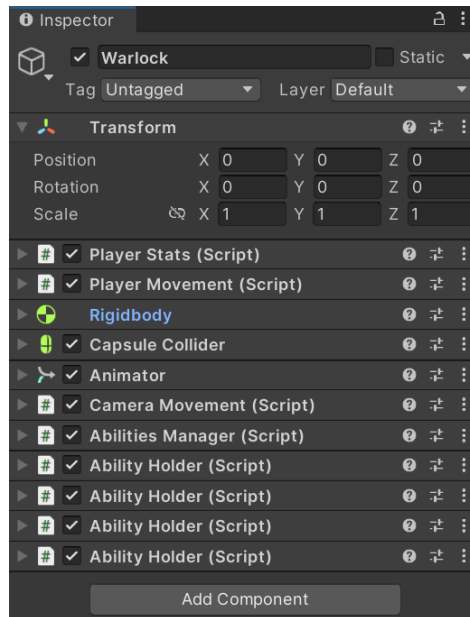 Inspector
Warlock Static
Tag Untagged Layer Default
Transform
Position X 0 Y 0 Z 0
Rotation X 0 Y 0 Z 0
Scale X 1 Y 1 Z 1
Player Stats (Script)
Player Movement (Script)
Rigidbody
Capsule Collider
Animator
Camera Movement (Script)
Abilities Manager (Script)
Ability Holder (Script)
Ability Holder (Script)
Ability Holder (Script)
Ability Holder (Script)
Add Component